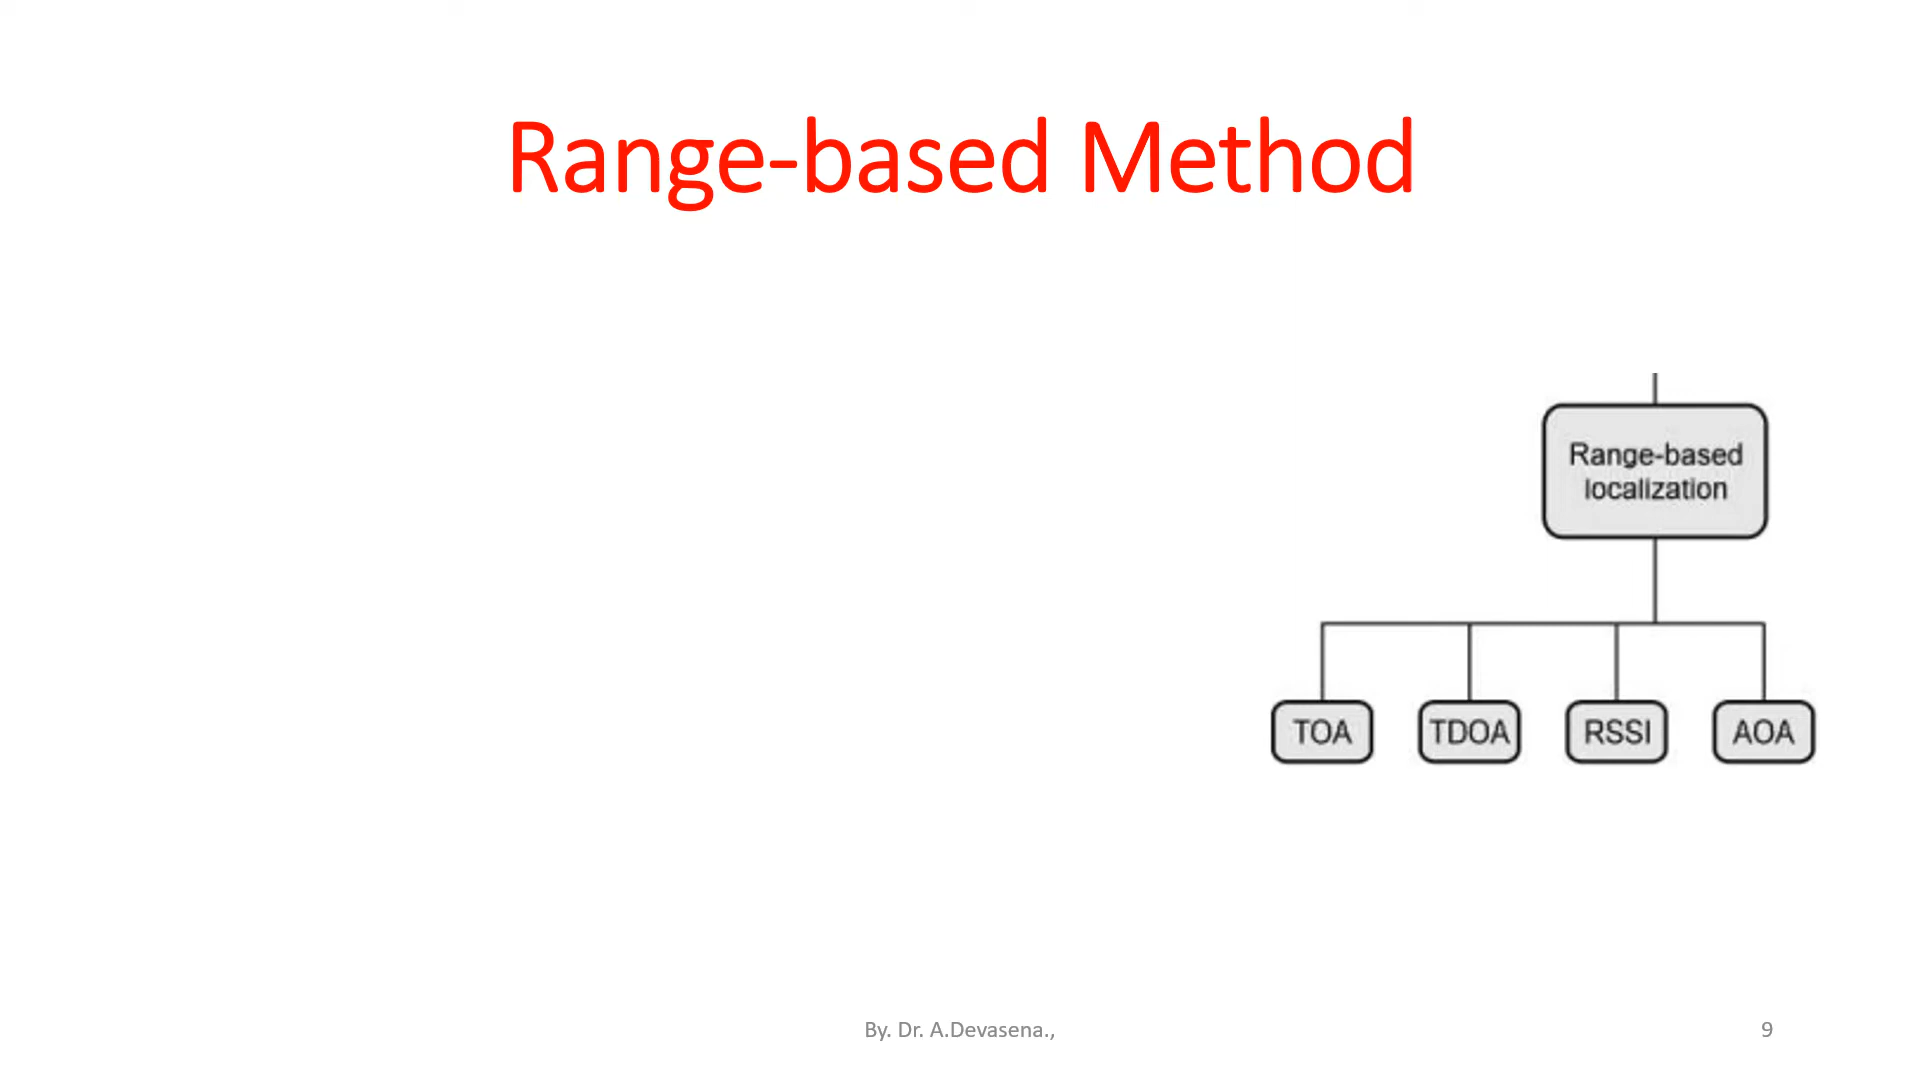 Range-based Method
Range-based
localization
TOA
TDOA
RSSI
AOA
By. Dr. A.Devasena.,
9